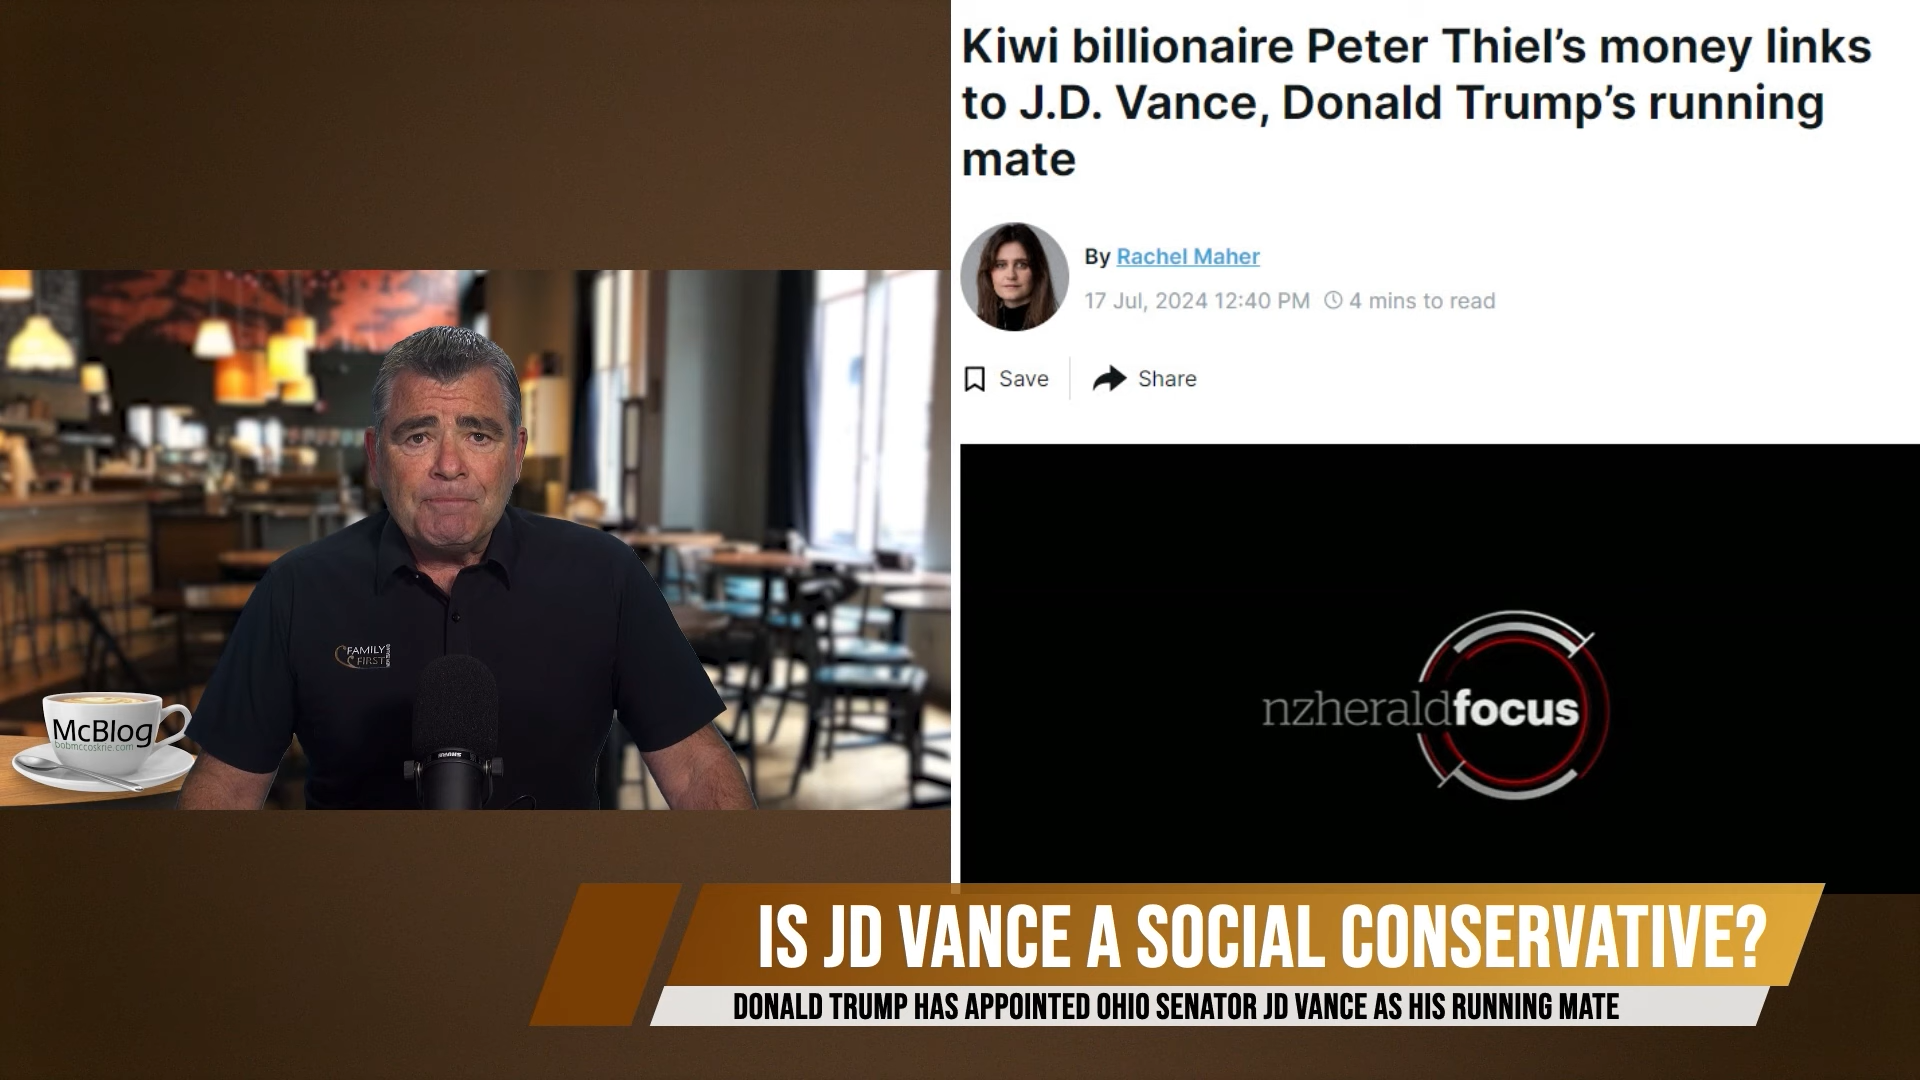 Kiwi billionaire Peter Thiel's money links
to J.D. Vance, Donald Trump's running
mate
By Rachel Maher
17 Jul, 2024 12:40 PM 4 mins to read
Save Share
nzheraldfocus
FAMILY
FIRST
McBlog
bobmccoskrie.com
IS JD VANCE A SOCIAL CONSERVATIVE?
DONALD TRUMP HAS APPOINTED OHIO SENATOR JD VANCE AS HIS RUNNING MATE